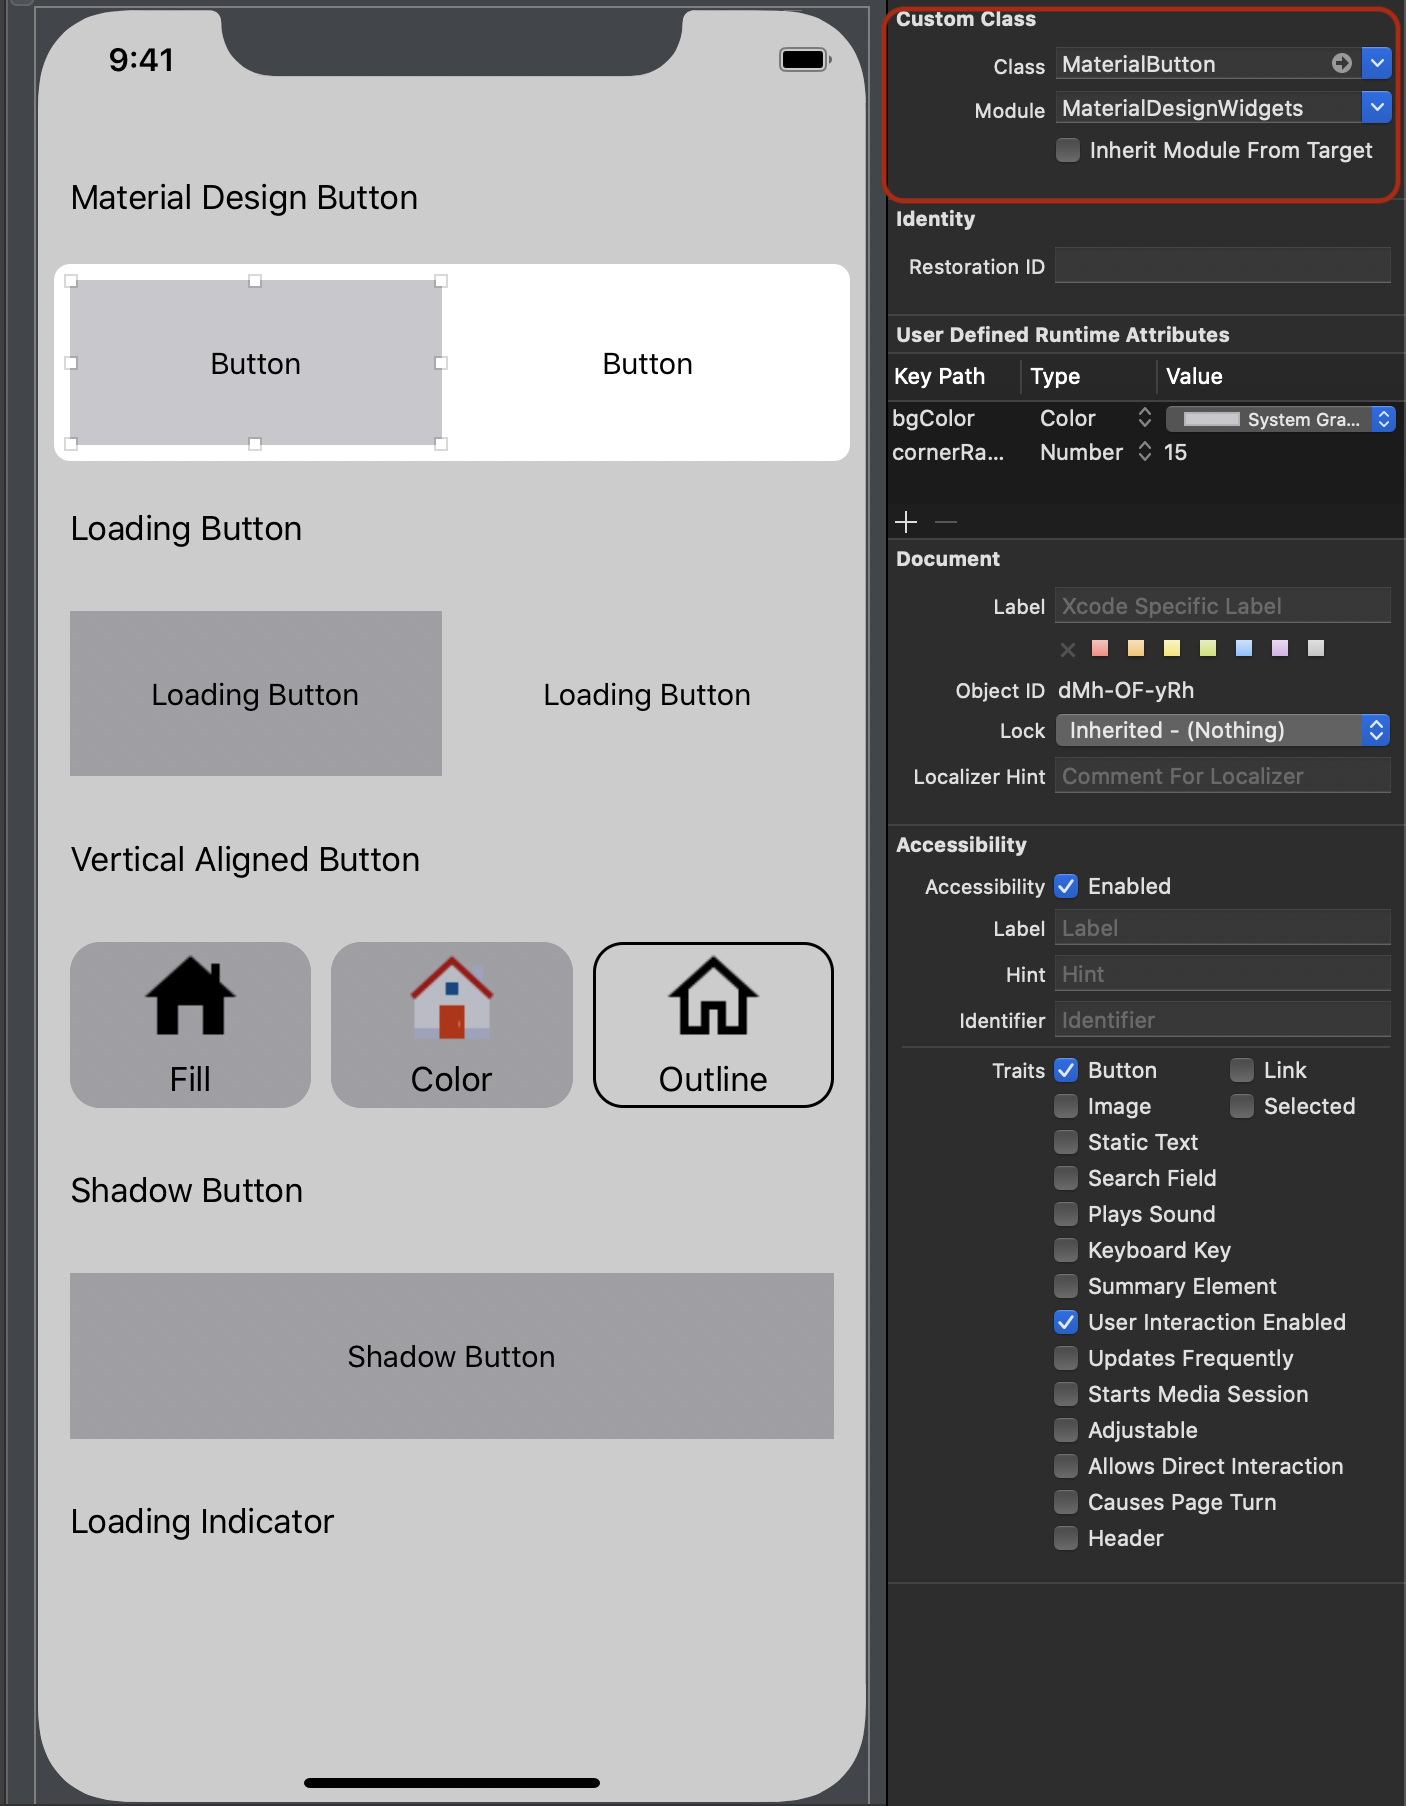 9:41
Material Design Button
Button
Button
Loading Button
Loading Button
Loading Button
Vertical Aligned Button
Fill
Color
Outline
Shadow Button
Shadow Button
Loading Indicator
Custom Class
Class MaterialButton
Module MaterialDesignWidgets
Inherit Module From Target
Identity
Restoration ID
User Defined Runtime Attributes
Key Path Type Value
bgColor Color System Gra...
cornerRa... Number 15
Document
Label Xcode Specific Label
Object ID dMh-OF-yRh
Lock Inherited - (Nothing)
Localizer Hint Comment For Localizer
Accessibility
Accessibility Enabled
Label Label
Hint Hint
Identifier Identifier
Traits Button Link
Image Selected
Static Text
Search Field
Plays Sound
Keyboard Key
Summary Element
User Interaction Enabled
Updates Frequently
Starts Media Session
Adjustable
Allows Direct Interaction
Causes Page Turn
Header